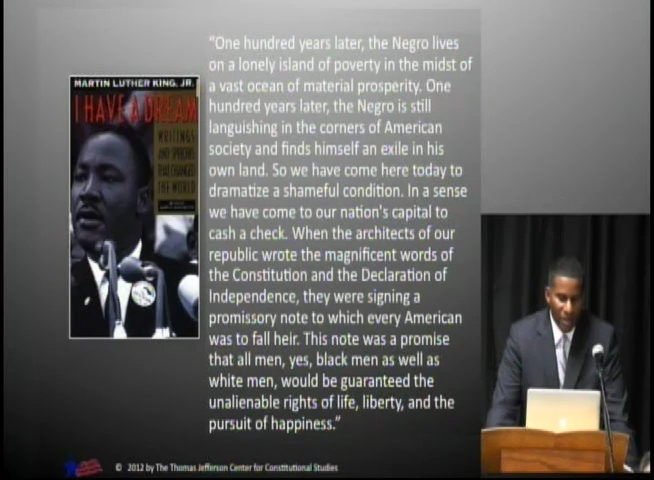 MARTIN LUTHER KING, JR.
I HAVE A DREAM
WRITINGS
AND SPEECHES
THAT CHANGED
THE WORLD
"One hundred years later, the Negro lives
on a lonely island of poverty in the midst of
a vast ocean of material prosperity. One
hundred years later, the Negro is still
languishing in the corners of American
society and finds himself an exile in his
own land. So we have come here today to
dramatize a shameful condition. In a sense
we have come to our nation's capital to
cash a check. When the architects of our
republic wrote the magnificent words of
the Constitution and the Declaration of
Independence, they were signing a
promissory note to which every American
was to fall heir. This note was a promise
that all men, yes, black men as well as
white men, would be guaranteed the
unalienable rights of life, liberty, and the
pursuit of happiness."
© 2012 by The Thomas Jefferson Center for Constitutional Studies